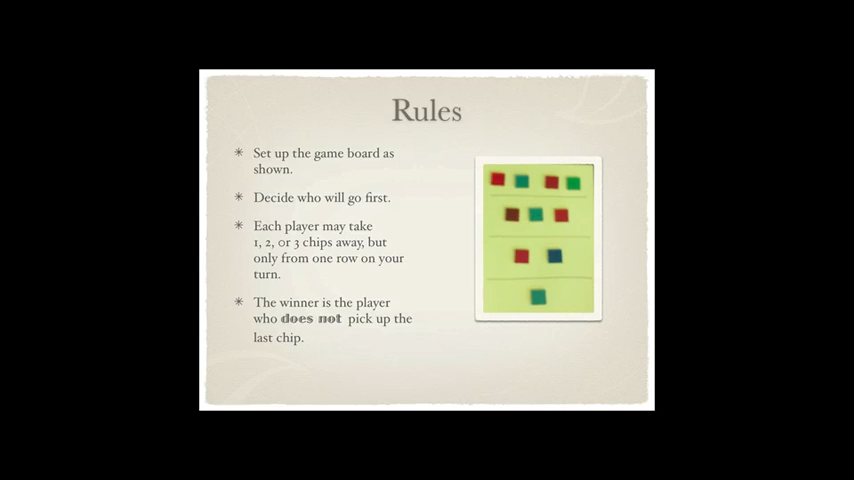 Rules
Set up the game board as
shown.
Decide who will go first.
Each player may take
1, 2, or 3 chips away, but
only from one row on your
turn.
The winner is the player
who does not pick up the
last chip.